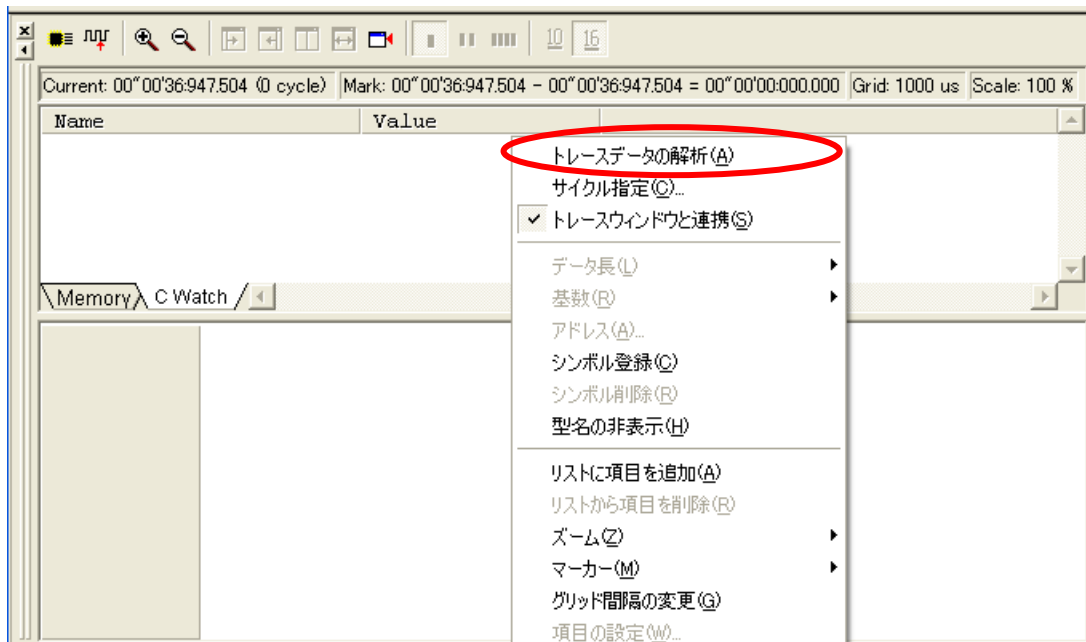 10 16
Current: 00"00'36:947.504 (0 cycle) Mark: 00"00'36:947.504 - 00"00'36:947.504 = 00"00'00:000.000 Grid: 1000 us Scale: 100 %
Name Value
トレースデータの解析(A)
サイクル指定(C)...
トレースウィンドウと連携(S)
データ長(L)
基数(R)
アドレス(A)...
シンボル登録(C)
シンボル削除(R)
型名の非表示(H)
リストに項目を追加(A)
リストから項目を削除(R)
ズーム(Z)
マーカー(M)
グリッド間隔の変更(G)
項目の設定(W)...
Memory C Watch